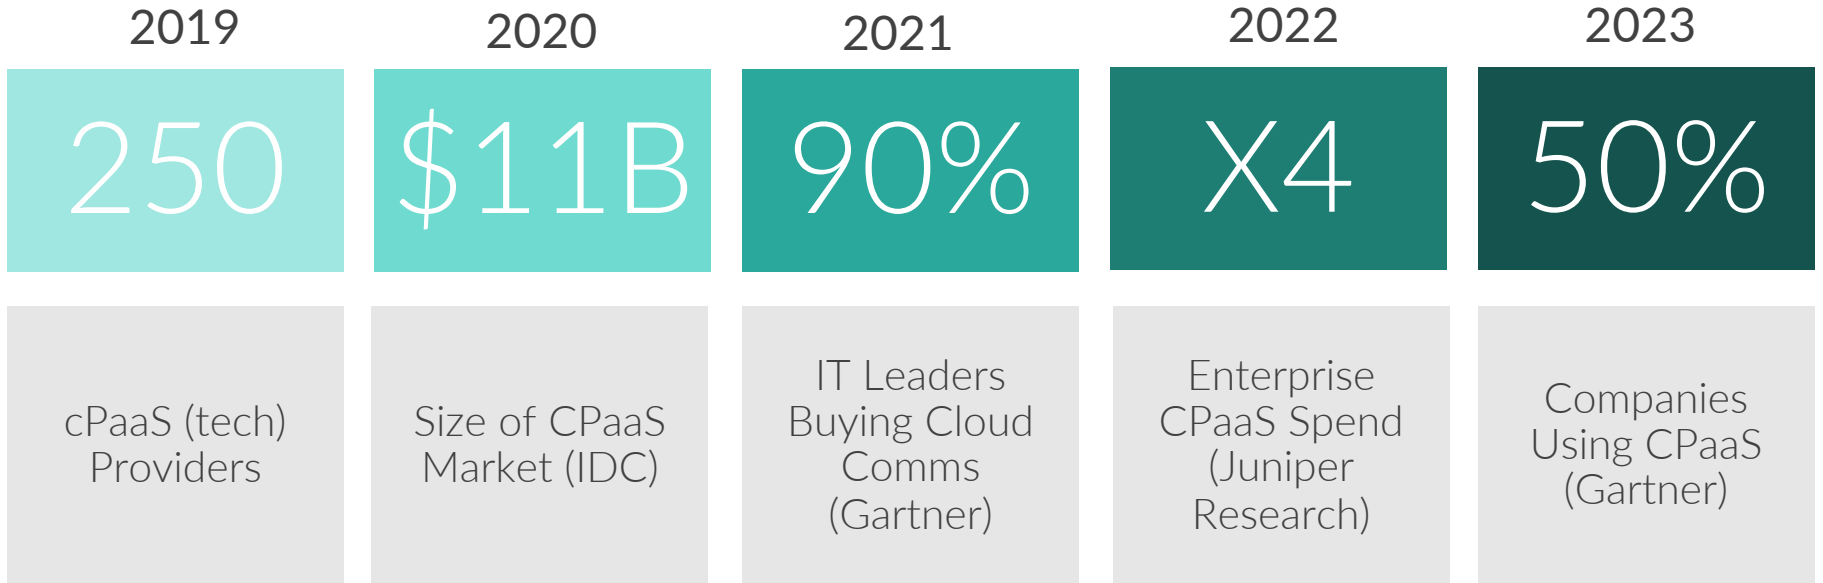 2019
2020
2021
2022
2023
250
$11B
90%
X4
50%
cPaaS (tech)
Providers
Size of CPaaS
Market (IDC)
IT Leaders
Buying Cloud
Comms
(Gartner)
Enterprise
CPaaS Spend
(Juniper
Research)
Companies
Using CPaaS
(Gartner)